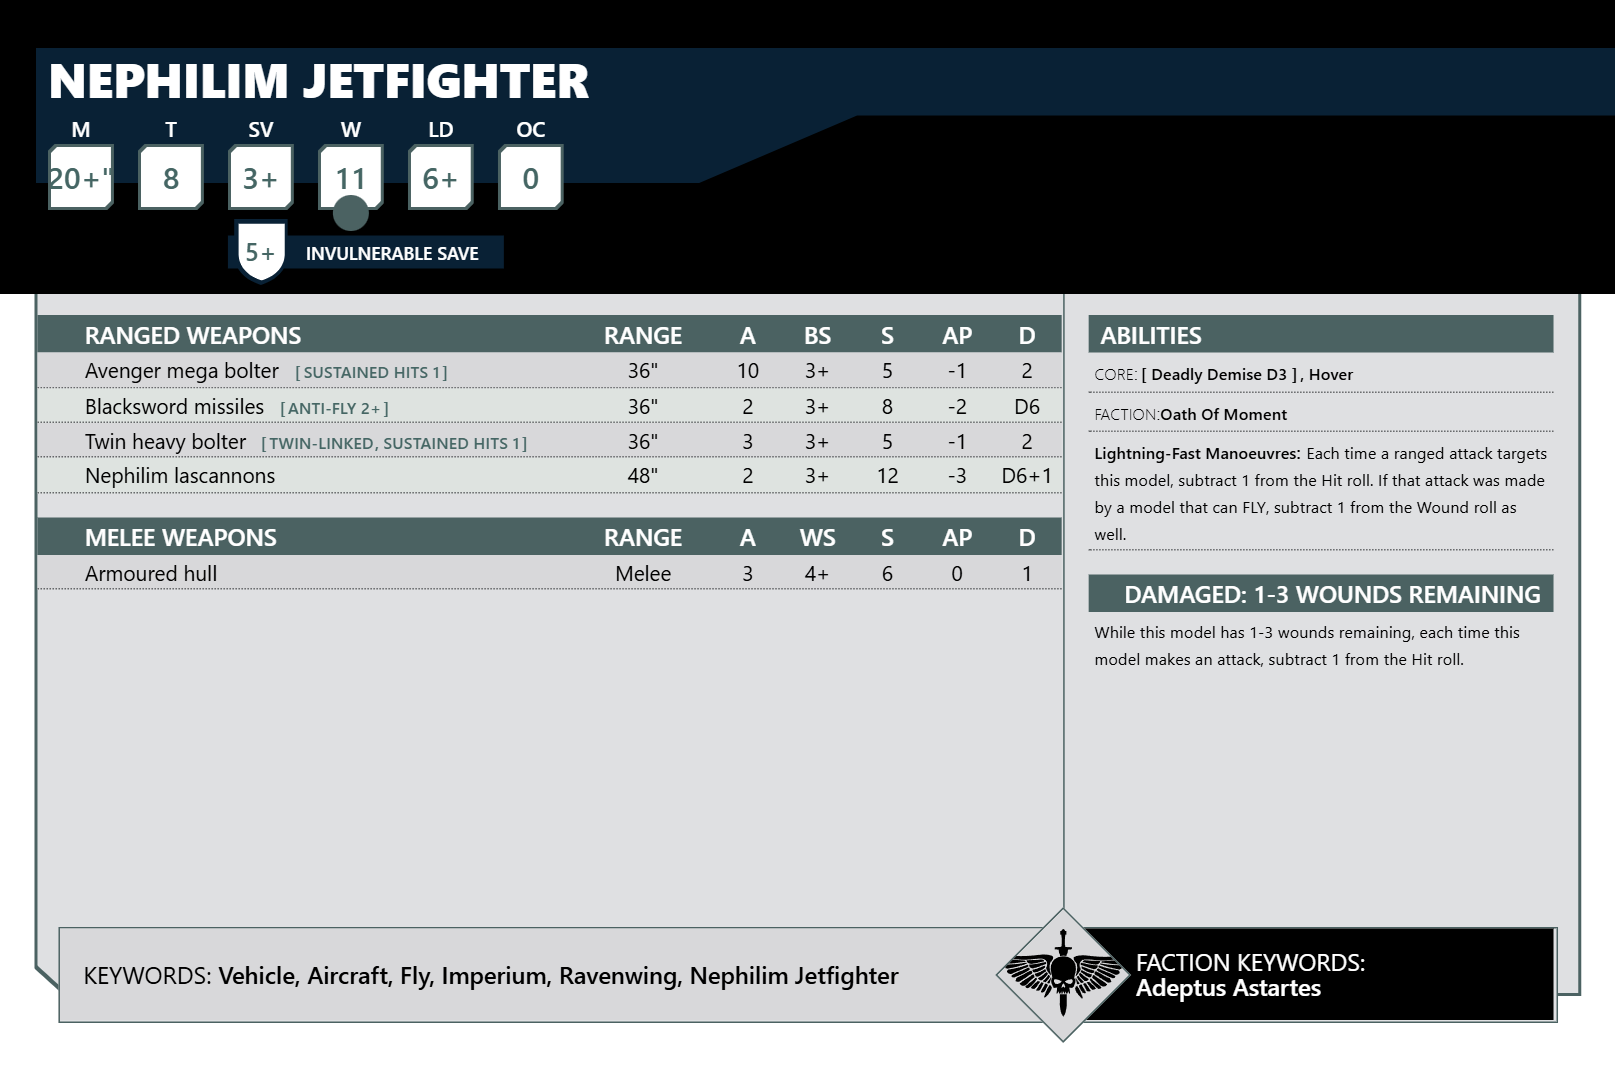 NEPHILIM JETFIGHTER
M T SV W LD OC
20+" 8 3+ 11 6+ 0
5+ INVULNERABLE SAVE
RANGED WEAPONS RANGE A BS S AP D
Avenger mega bolter [ SUSTAINED HITS 1 ] 36" 10 3+ 5 -1 2
Blacksword missiles [ ANTI-FLY 2+ ] 36" 2 3+ 8 -2 D6
Twin heavy bolter [ TWIN-LINKED, SUSTAINED HITS 1 ] 36" 3 3+ 5 -1 2
Nephilim lascannons 48" 2 3+ 12 -3 D6+1
MELEE WEAPONS RANGE A WS S AP D
Armoured hull Melee 3 4+ 6 0 1
ABILITIES
CORE: [ Deadly Demise D3 ] , Hover
FACTION:Oath Of Moment
Lightning-Fast Manoeuvres: Each time a ranged attack targets
this model, subtract 1 from the Hit roll. If that attack was made
by a model that can FLY, subtract 1 from the Wound roll as
well.
DAMAGED: 1-3 WOUNDS REMAINING
While this model has 1-3 wounds remaining, each time this
model makes an attack, subtract 1 from the Hit roll.
KEYWORDS: Vehicle, Aircraft, Fly, Imperium, Ravenwing, Nephilim Jetfighter
FACTION KEYWORDS:
Adeptus Astartes